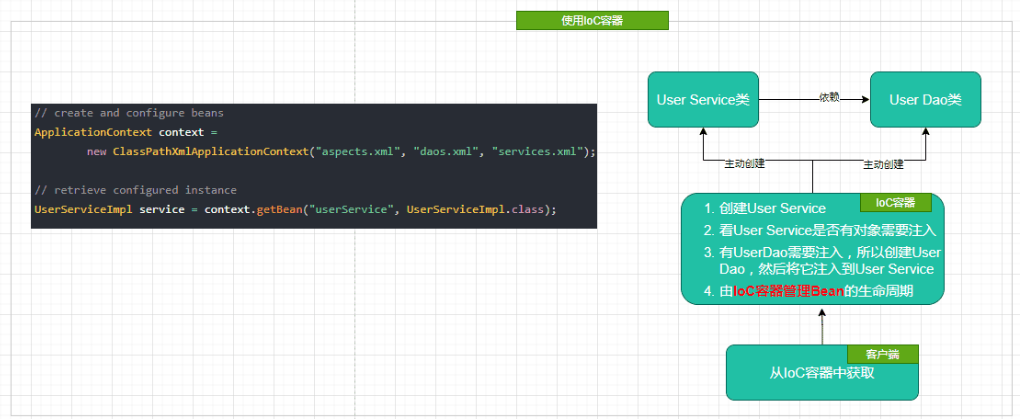 使用IoC容器
// create and configure beans
ApplicationContext context =
new ClassPathXmlApplicationContext("aspects.xml", "daos.xml", "services.xml");
// retrieve configured instance
UserServiceImpl service = context.getBean("userService", UserServiceImpl.class);
User Service类
依赖
User Dao类
主动创建
主动创建
IoC容器
1. 创建User Service
2. 看User Service是否有对象需要注入
3. 有UserDao需要注入，所以创建User
Dao，然后将它注入到User Service
4. 由IoC容器管理Bean的生命周期
客户端
从IoC容器中获取